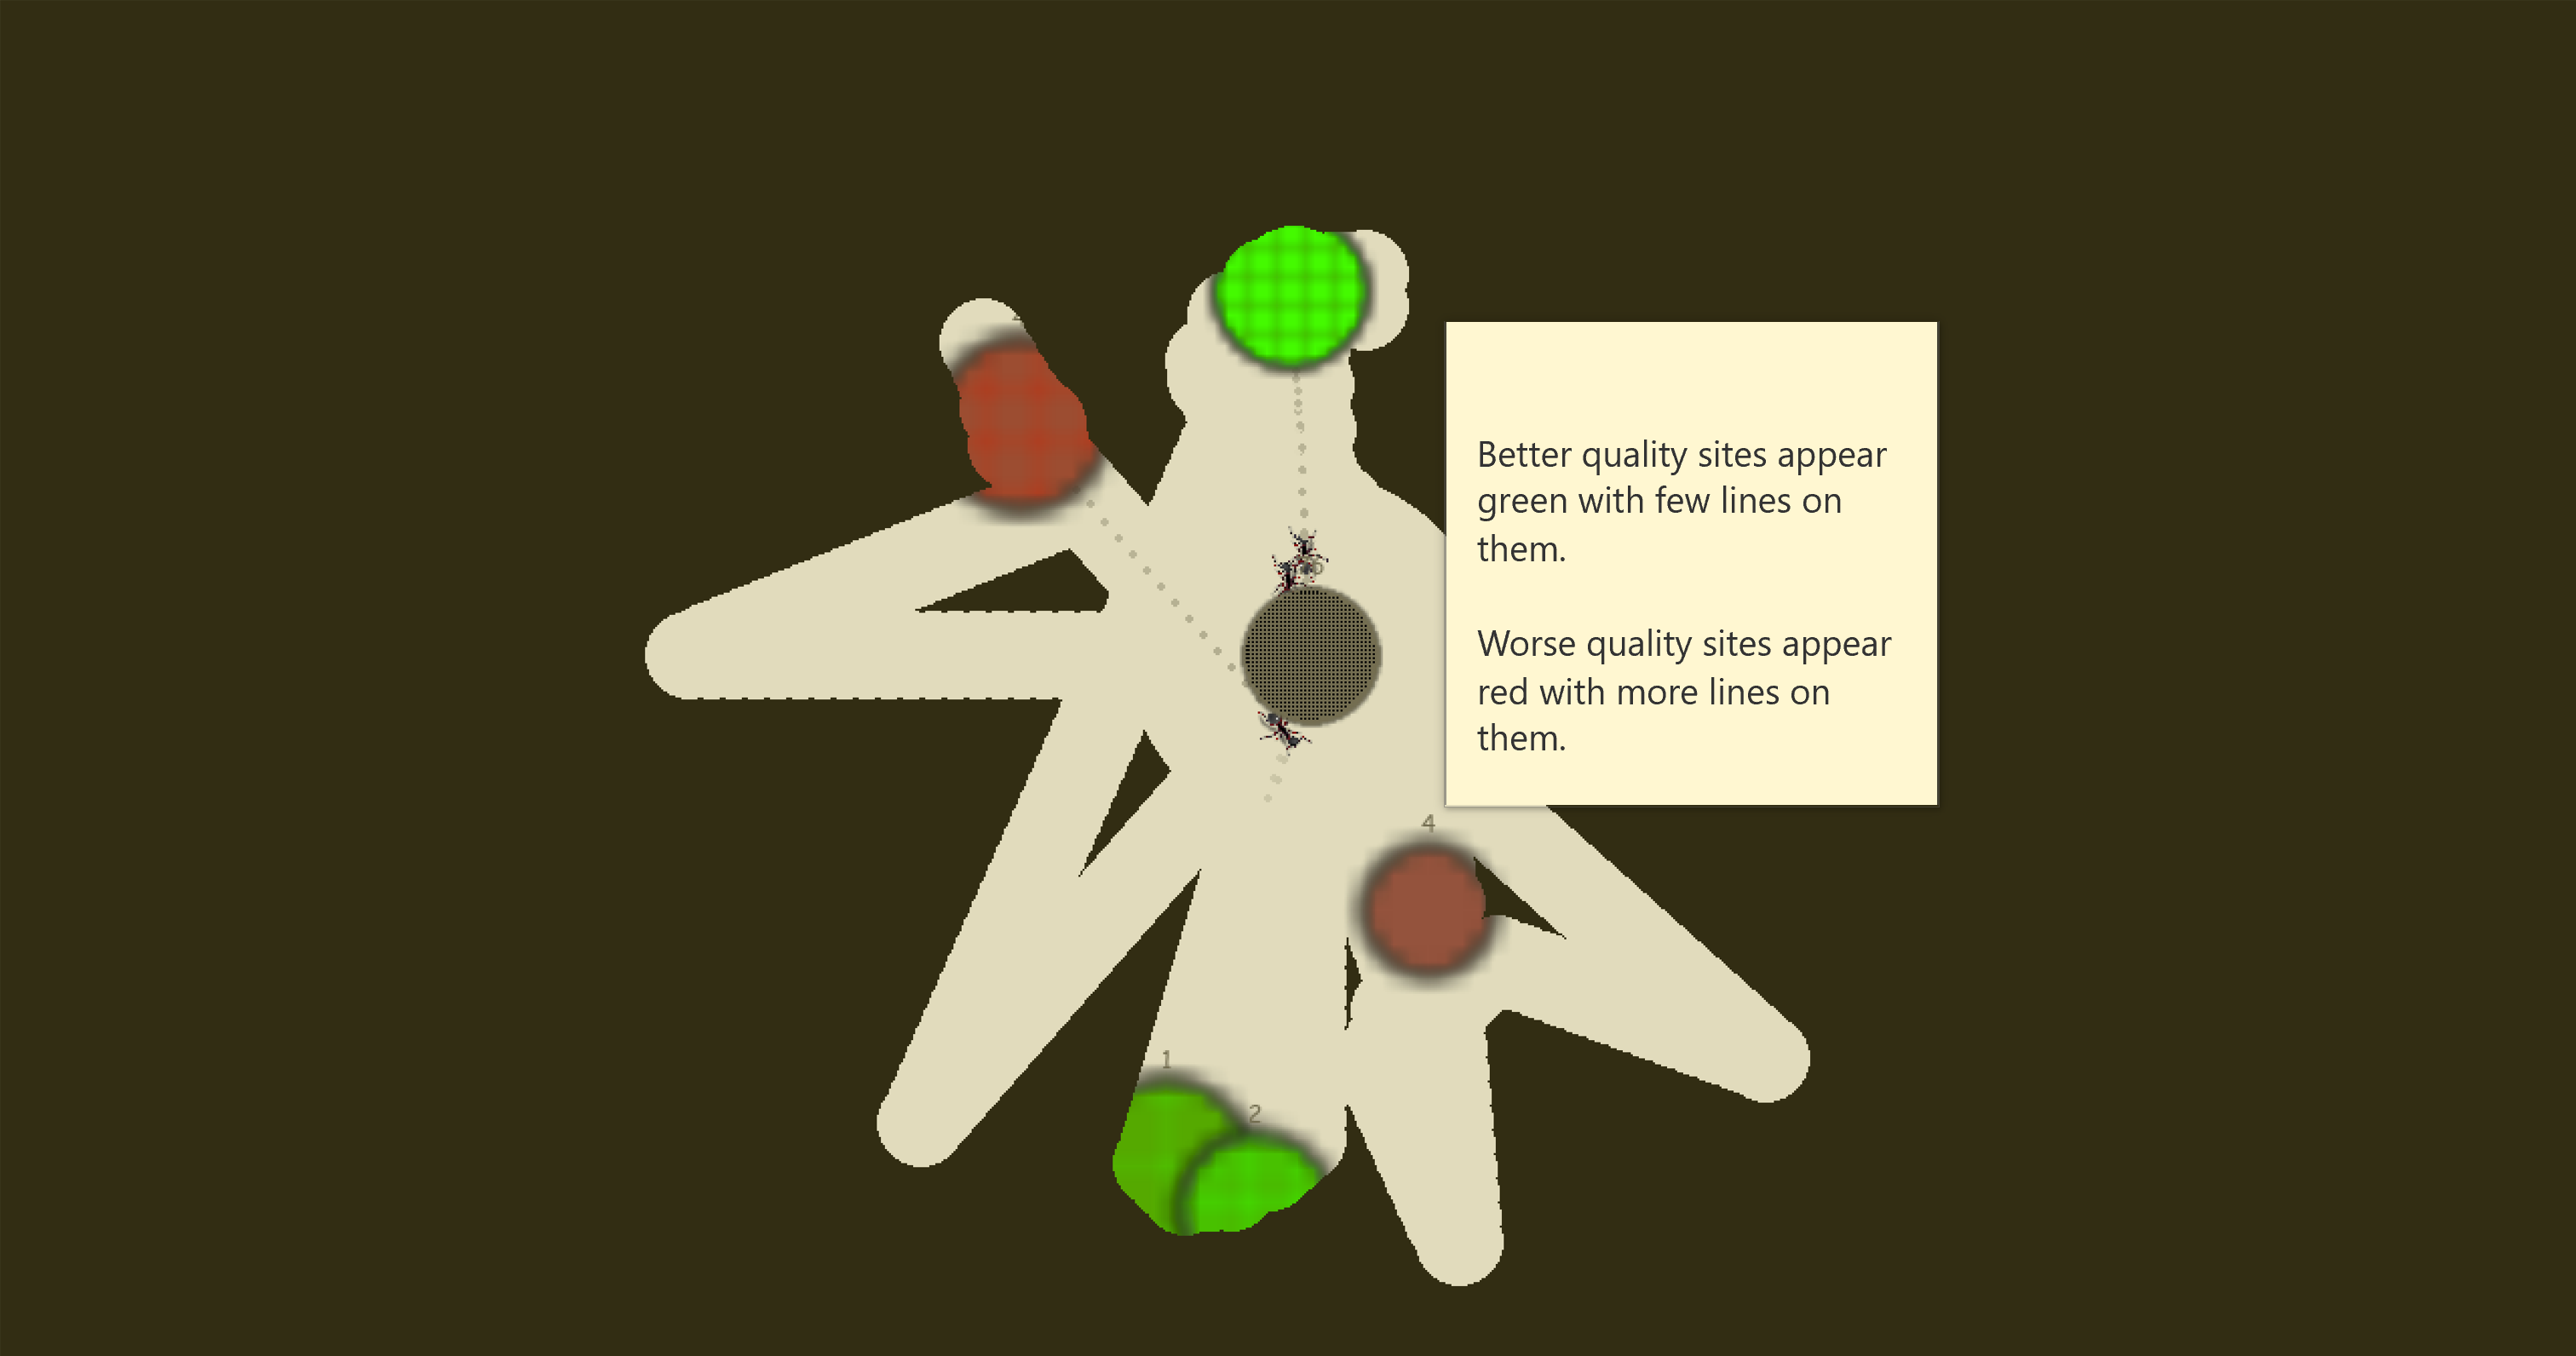 6
Better quality sites appear
green with few lines on
them.
Worse quality sites appear
red with more lines on
them.
4
1
2